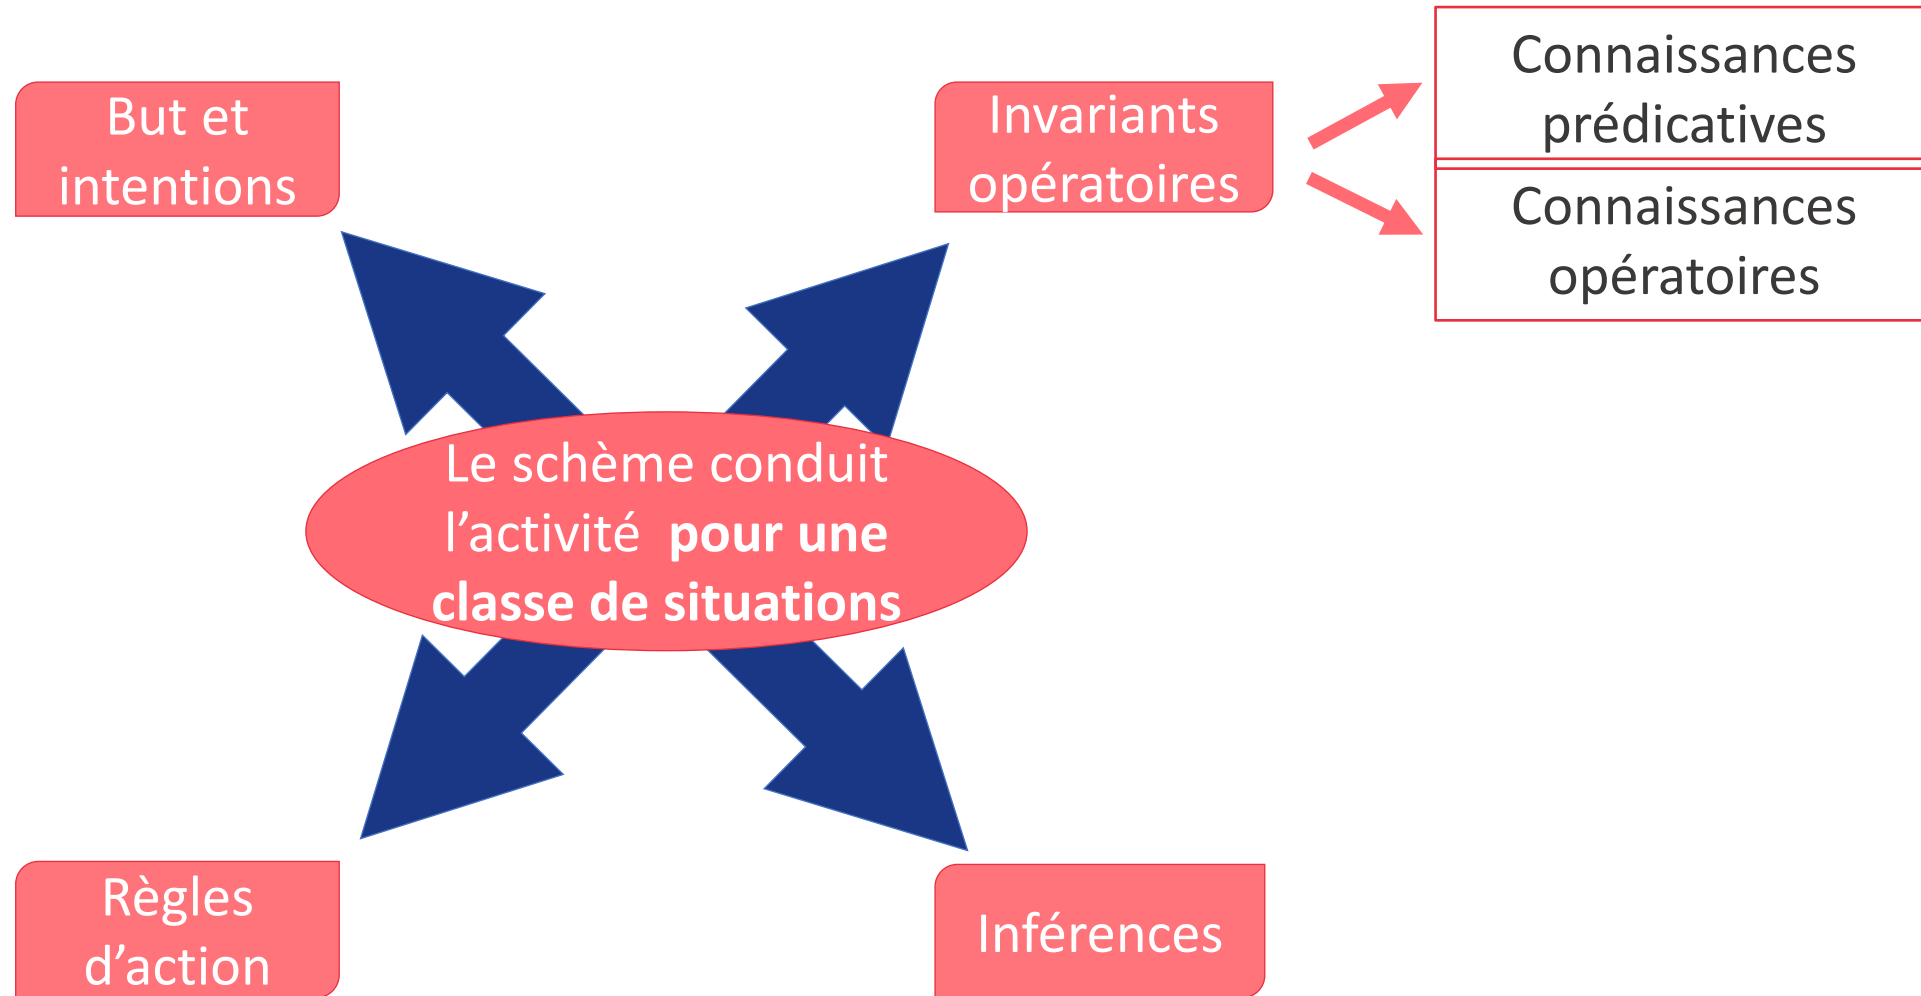 But et
intentions
Invariants
opératoires
Connaissances
prédicatives
Connaissances
opératoires
Le schème conduit
l’activité  pour une
classe de situations
Règles
d’action
Inférences